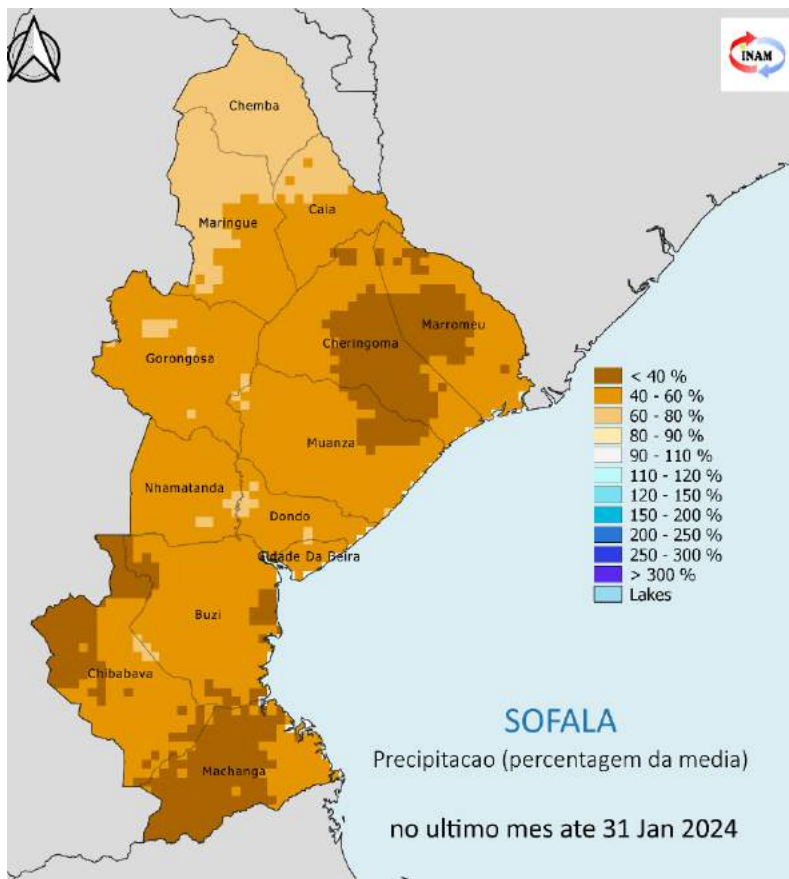 INAM
Chemba
Maringue
Caia
Marromeu
Cheringoma
Gorongosa
Muanza
Nhamatanda
Dondo
Cidade Da Beira
Buzi
Chibabava
Machanga
< 40 %
40 - 60 %
60 - 80 %
80 - 90 %
90 - 110 %
110 - 120 %
120 - 150 %
150 - 200 %
200 - 250 %
250 - 300 %
> 300 %
Lakes
SOFALA
Precipitacao (percentagem da media)
no ultimo mes ate 31 Jan 2024